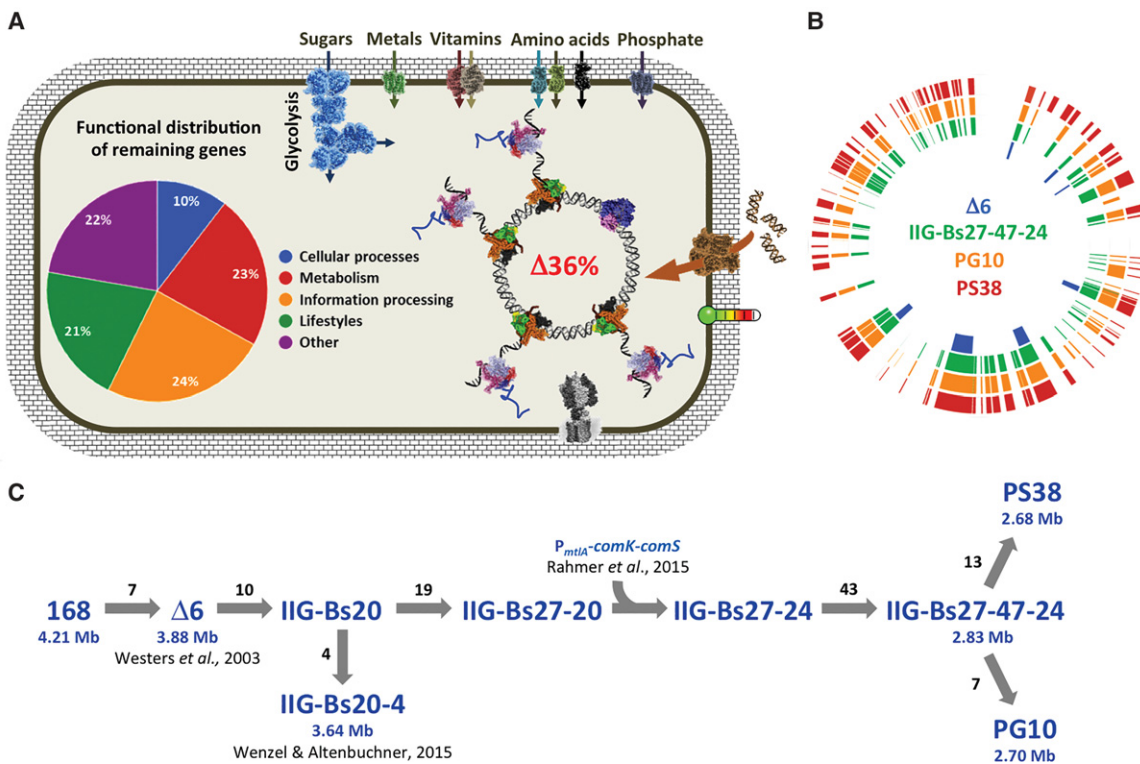 A
Sugars Metals Vitamins Amino acids Phosphate
Glycolysis
Functional distribution
of remaining genes
10%
23%
24%
21%
22%
Cellular processes
Metabolism
Information processing
Lifestyles
Other
Δ36%
B
Δ6
IIG-Bs27-47-24
PG10
PS38
C
168
4.21 Mb
7
Δ6
3.88 Mb
Westers et al., 2003
10
IIG-Bs20
4
IIG-Bs20-4
3.64 Mb
Wenzel & Altenbuchner, 2015
19
IIG-Bs27-20
PmtlA-comK-comS
Rahmer et al., 2015
IIG-Bs27-24
43
IIG-Bs27-47-24
2.83 Mb
13
PS38
2.68 Mb
7
PG10
2.70 Mb